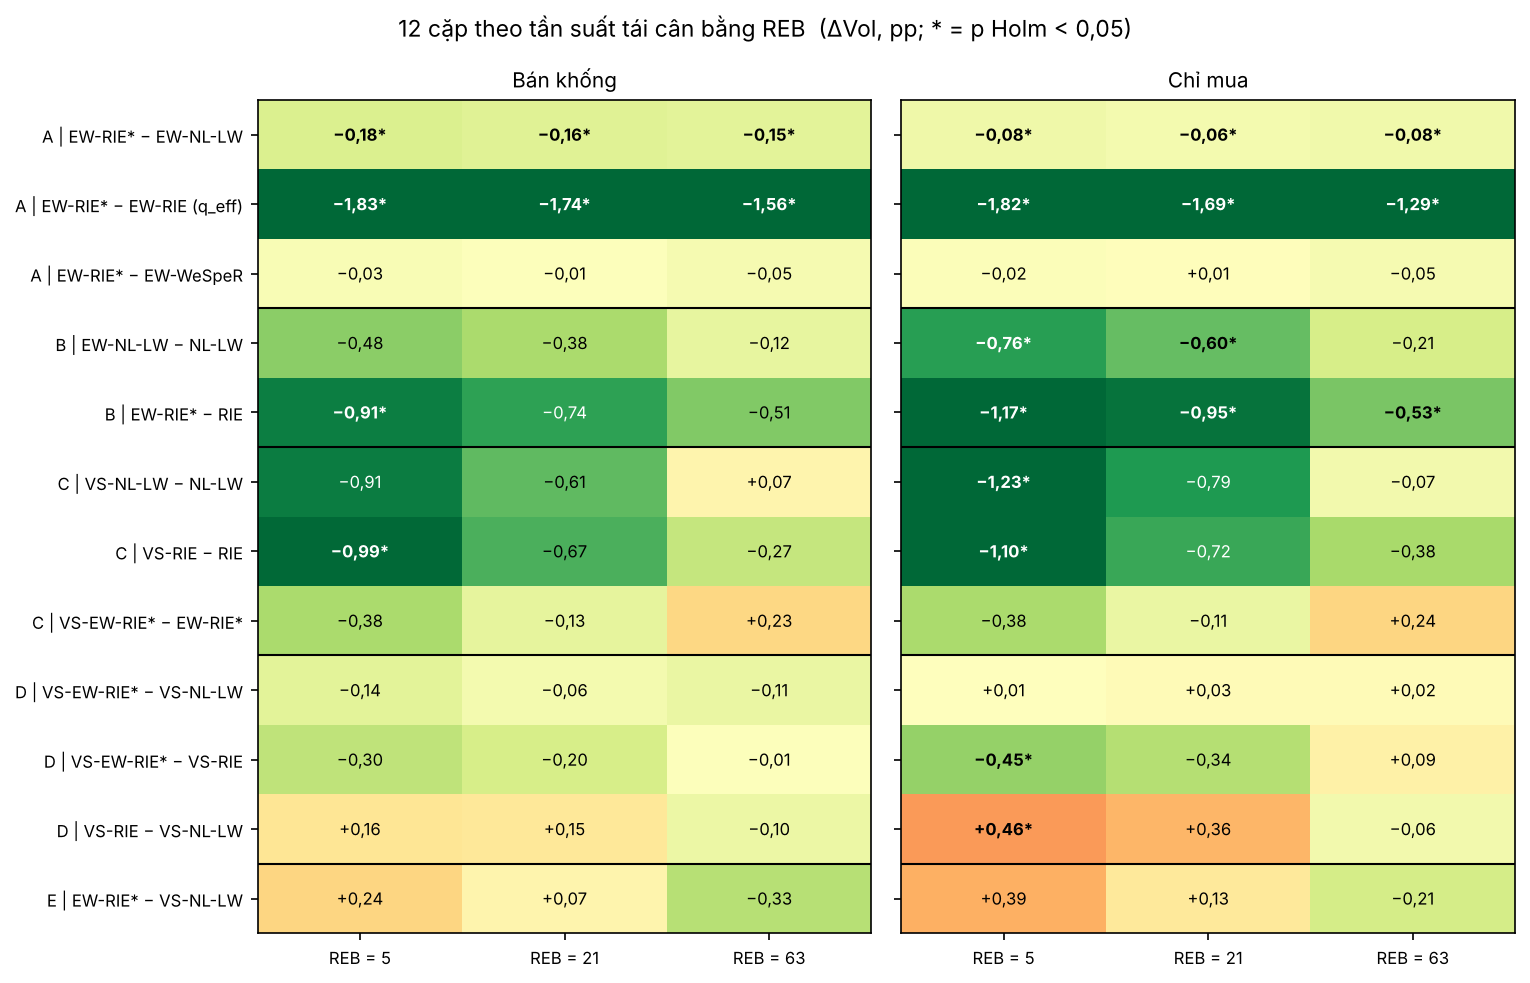 12 cặp theo tần suất tái cân bằng REB (ΔVol, pp; * = p Holm < 0,05)
Bán khống Chỉ mua
A | EW-RIE* − EW-NL-LW −0,18* −0,16* −0,15* −0,08* −0,06* −0,08*
A | EW-RIE* − EW-RIE (q_eff) −1,83* −1,74* −1,56* −1,82* −1,69* −1,29*
A | EW-RIE* − EW-WeSpeR −0,03 −0,01 −0,05 −0,02 +0,01 −0,05
B | EW-NL-LW − NL-LW −0,48 −0,38 −0,12 −0,76* −0,60* −0,21
B | EW-RIE* − RIE −0,91* −0,74 −0,51 −1,17* −0,95* −0,53*
C | VS-NL-LW − NL-LW −0,91 −0,61 +0,07 −1,23* −0,79 −0,07
C | VS-RIE − RIE −0,99* −0,67 −0,27 −1,10* −0,72 −0,38
C | VS-EW-RIE* − EW-RIE* −0,38 −0,13 +0,23 −0,38 −0,11 +0,24
D | VS-EW-RIE* − VS-NL-LW −0,14 −0,06 −0,11 +0,01 +0,03 +0,02
D | VS-EW-RIE* − VS-RIE −0,30 −0,20 −0,01 −0,45* −0,34 +0,09
D | VS-RIE − VS-NL-LW +0,16 +0,15 −0,10 +0,46* +0,36 −0,06
E | EW-RIE* − VS-NL-LW +0,24 +0,07 −0,33 +0,39 +0,13 −0,21
REB = 5 REB = 21 REB = 63 REB = 5 REB = 21 REB = 63